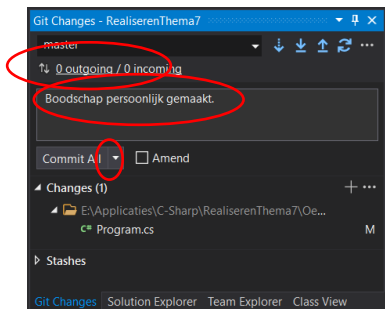 Git Changes - RealiserenThema7
master
0 outgoing / 0 incoming
Boodschap persoonlijk gemaakt.
Commit All Amend
Changes (1)
E:\Applicaties\C-Sharp\RealiserenThema7\Oe...
C# Program.cs M
Stashes
Git Changes Solution Explorer Team Explorer Class View